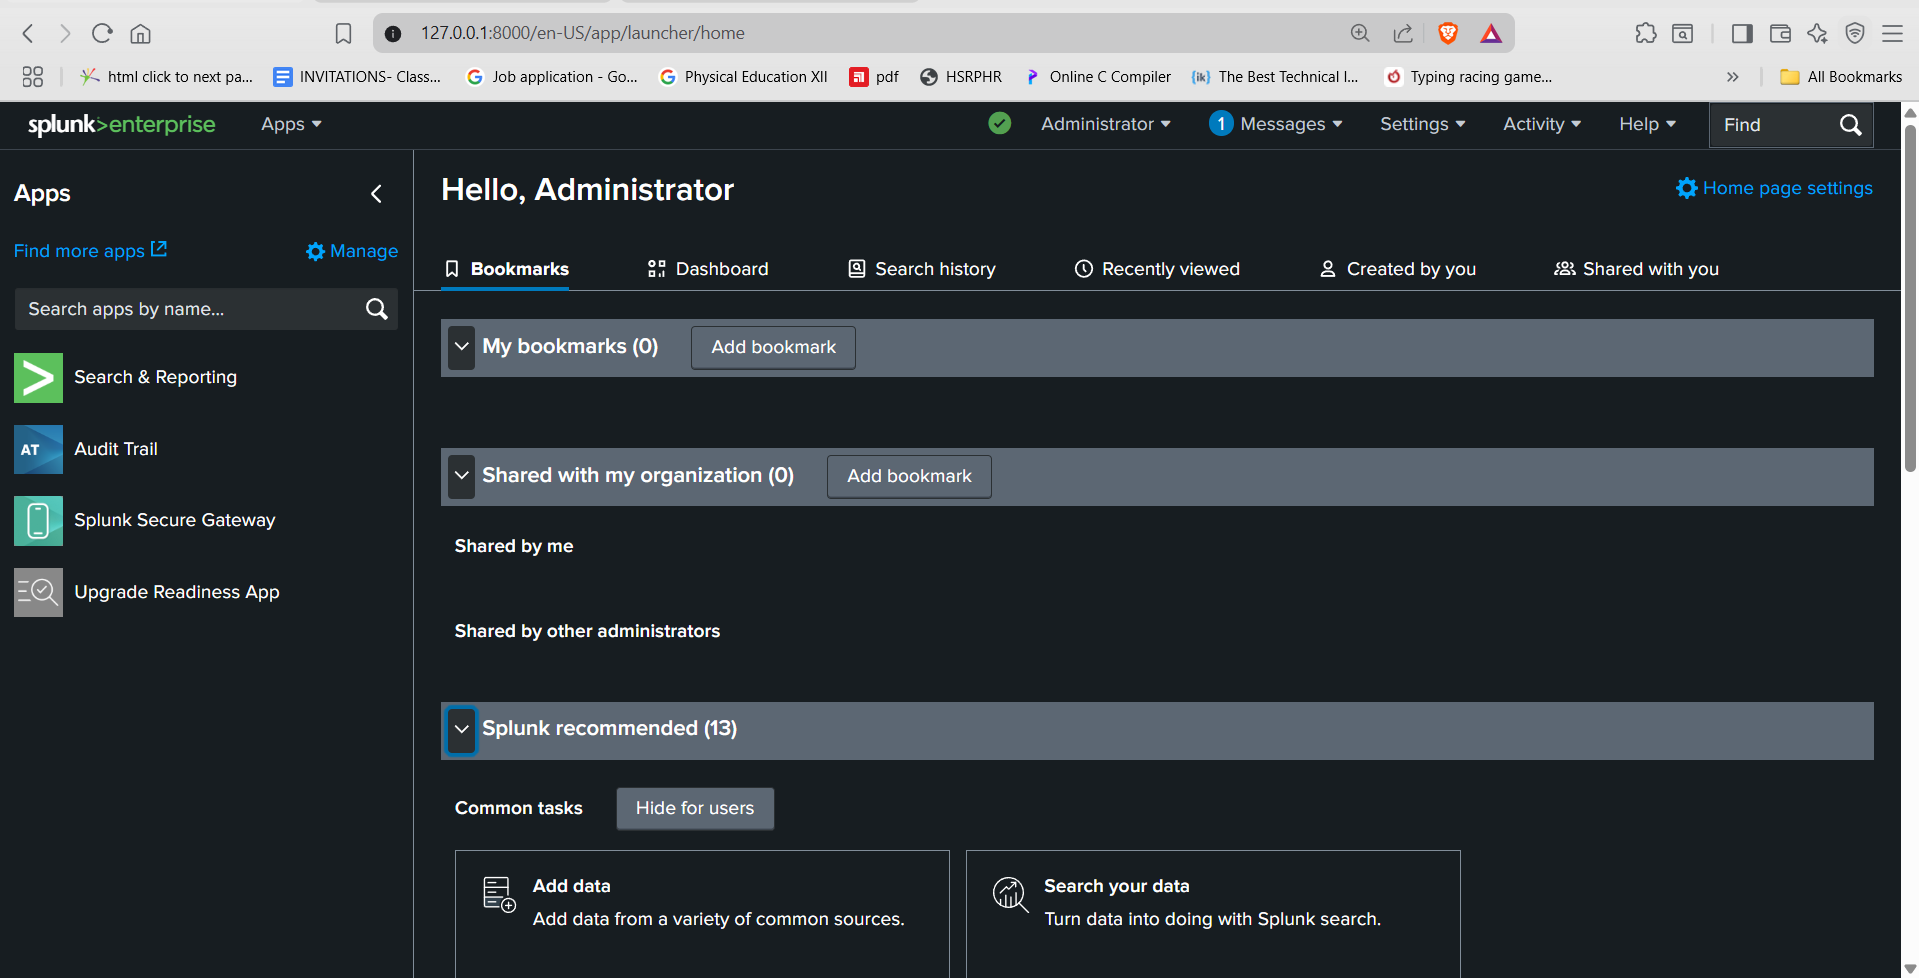 127.0.0.1:8000/en-US/app/launcher/home
html click to next pa... INVITATIONS- Class... Job application - Go... Physical Education XII pdf HSRPHR Online C Compiler {ik} The Best Technical I... Typing racing game... » All Bookmarks
splunk>enterprise Apps Administrator 1 Messages Settings Activity Help Find
Apps
Find more apps Manage
Search apps by name...
Search & Reporting
AT Audit Trail
Splunk Secure Gateway
Upgrade Readiness App
Hello, Administrator
Home page settings
Bookmarks Dashboard Search history Recently viewed Created by you Shared with you
My bookmarks (0) Add bookmark
Shared with my organization (0) Add bookmark
Shared by me
Shared by other administrators
Splunk recommended (13)
Common tasks Hide for users
Add data
Add data from a variety of common sources.
Search your data
Turn data into doing with Splunk search.